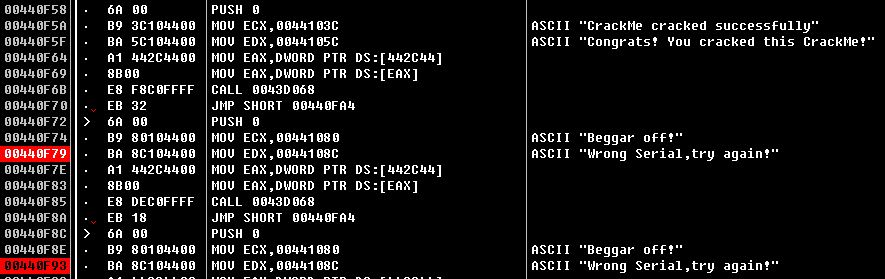 00440F58 · 6A 00 PUSH 0
00440F5A · B9 3C104400 MOV ECX,0044103C ASCII "CrackMe cracked successfully"
00440F5F · BA 5C104400 MOV EDX,0044105C ASCII "Congrats! You cracked this CrackMe!"
00440F64 · A1 442C4400 MOV EAX,DWORD PTR DS:[442C44]
00440F69 · 8B00 MOV EAX,DWORD PTR DS:[EAX]
00440F6B · E8 F8C0FFFF CALL 0043D068
00440F70 · EB 32 JMP SHORT 00440FA4
00440F72 > 6A 00 PUSH 0
00440F74 · B9 80104400 MOV ECX,00441080 ASCII "Beggar off!"
00440F79 · BA 8C104400 MOV EDX,0044108C ASCII "Wrong Serial,try again!"
00440F7E · A1 442C4400 MOV EAX,DWORD PTR DS:[442C44]
00440F83 · 8B00 MOV EAX,DWORD PTR DS:[EAX]
00440F85 · E8 DEC0FFFF CALL 0043D068
00440F8A · EB 18 JMP SHORT 00440FA4
00440F8C > 6A 00 PUSH 0
00440F8E · B9 80104400 MOV ECX,00441080 ASCII "Beggar off!"
00440F93 · BA 8C104400 MOV EDX,0044108C ASCII "Wrong Serial,try again!"